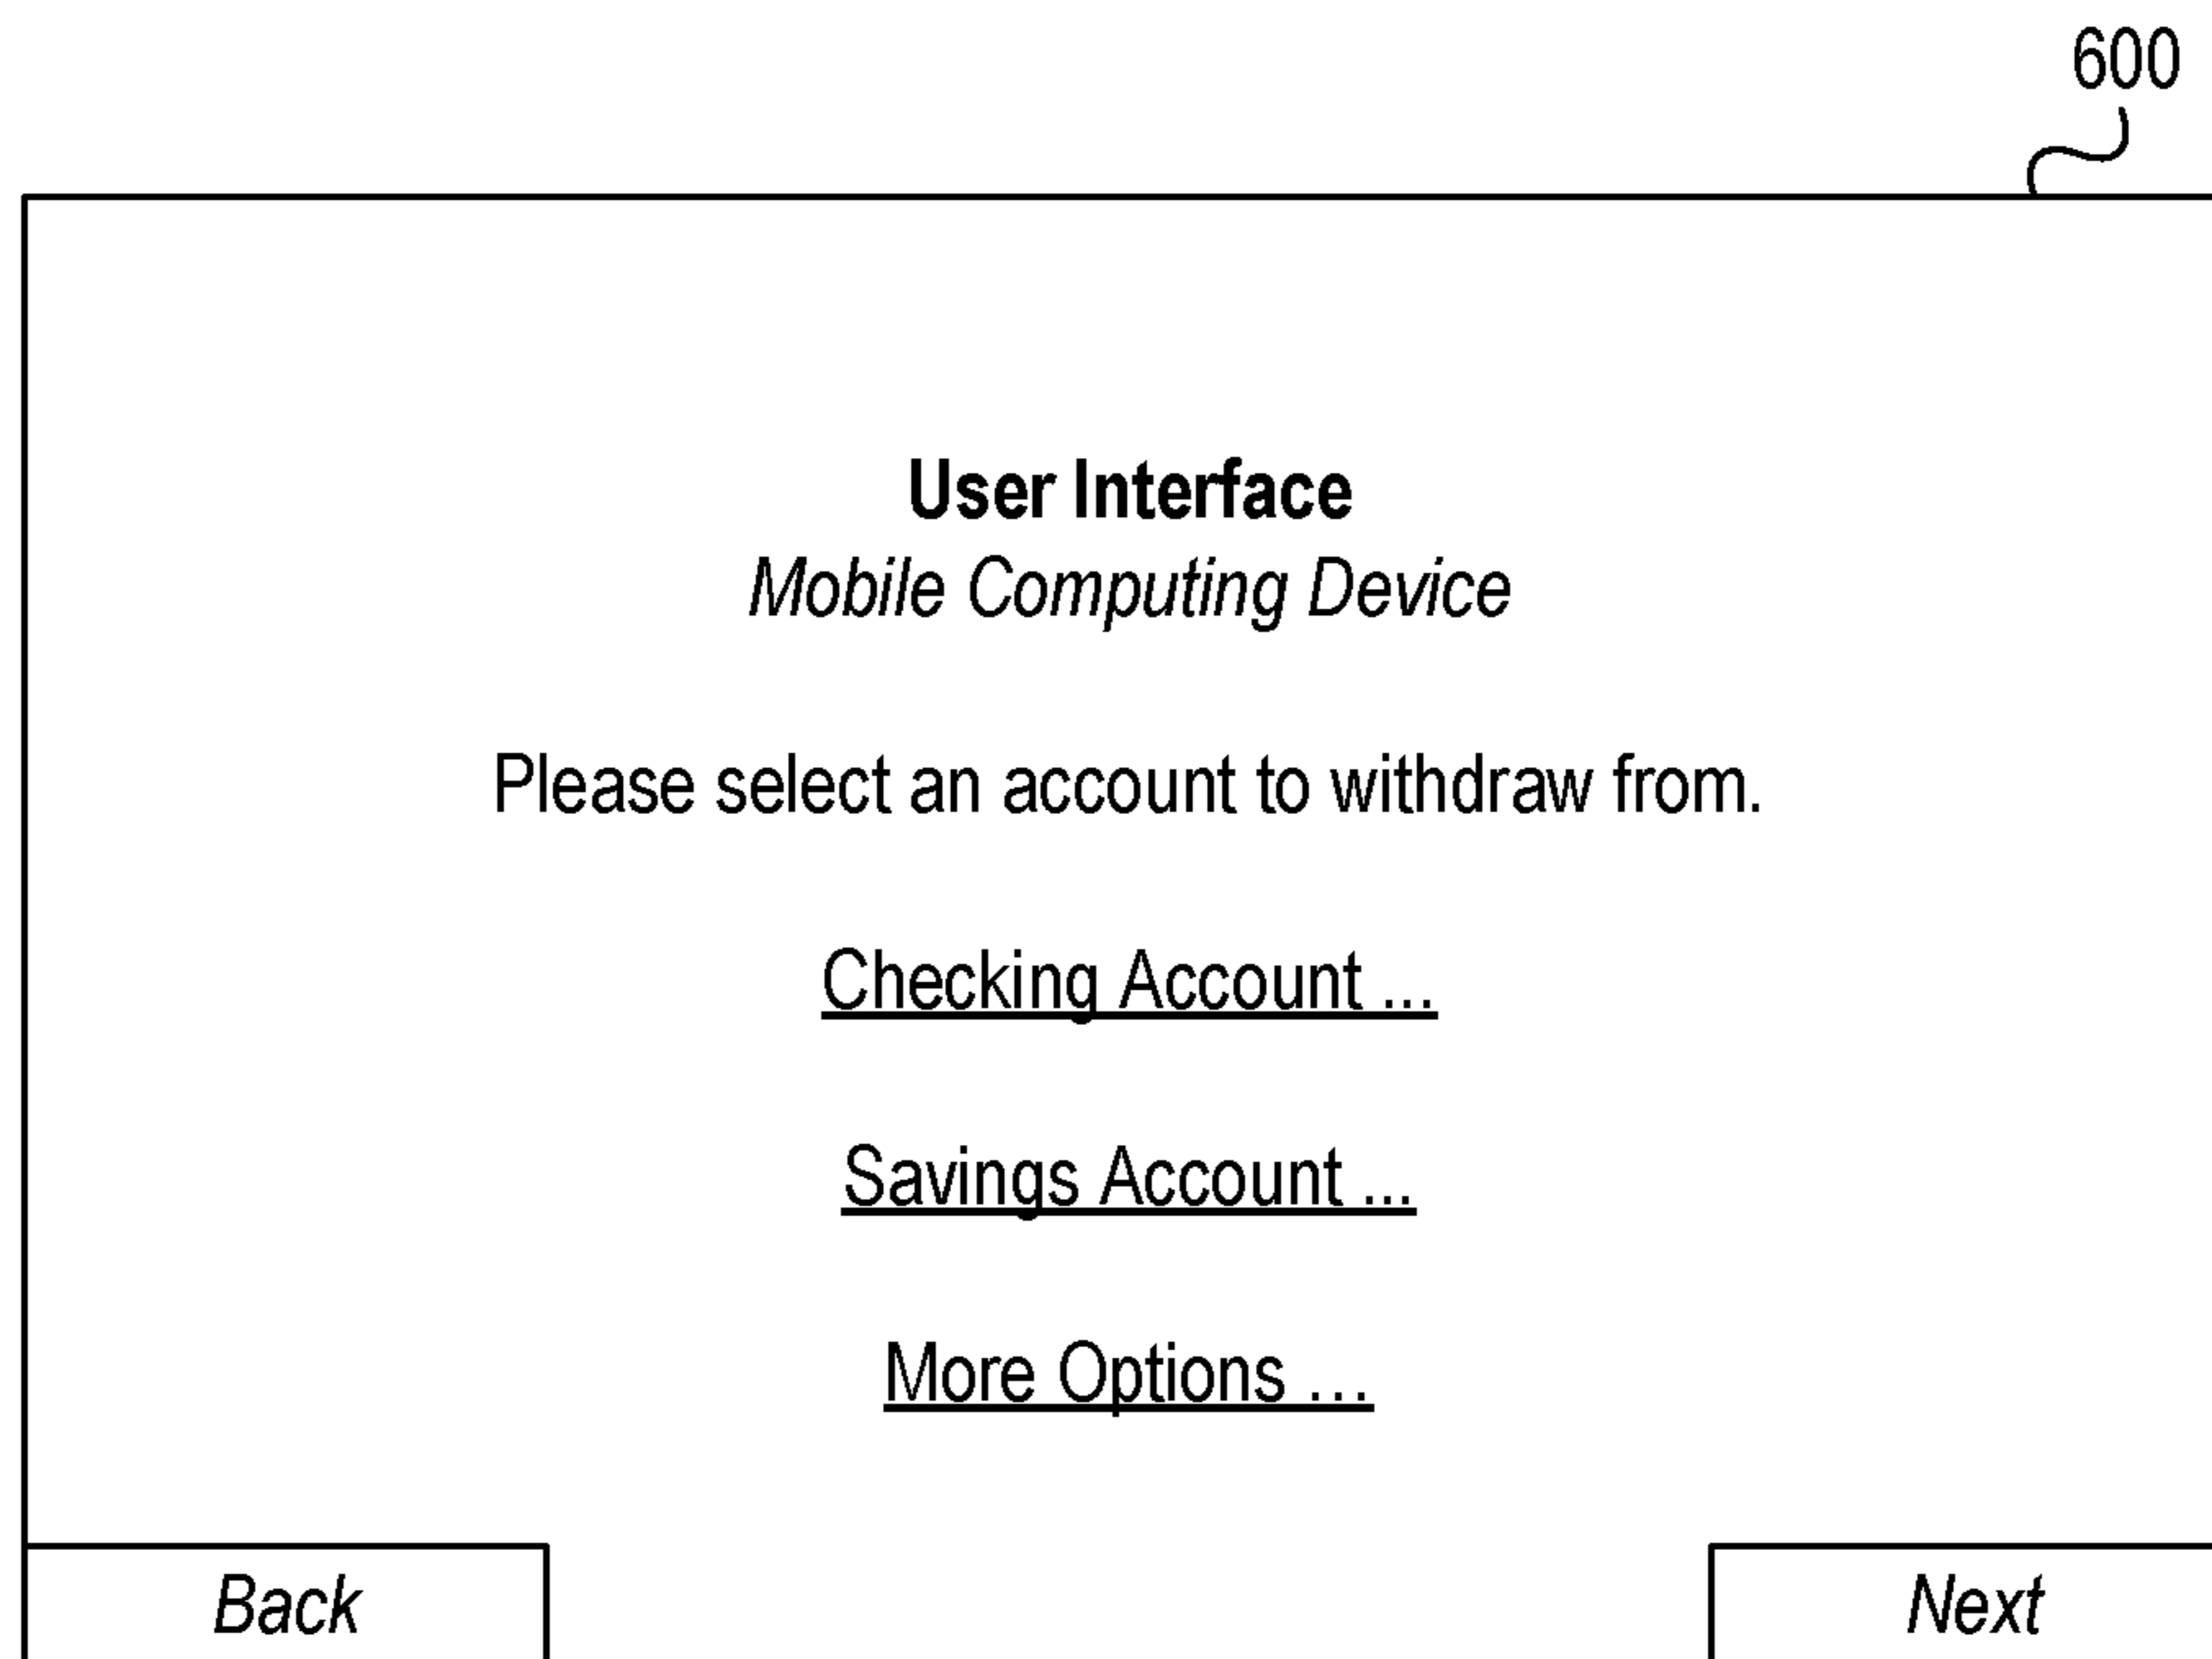 600
User Interface
Mobile Computing Device
Please select an account to withdraw from.
Checking Account ...
Savings Account ...
More Options ...
Back
Next